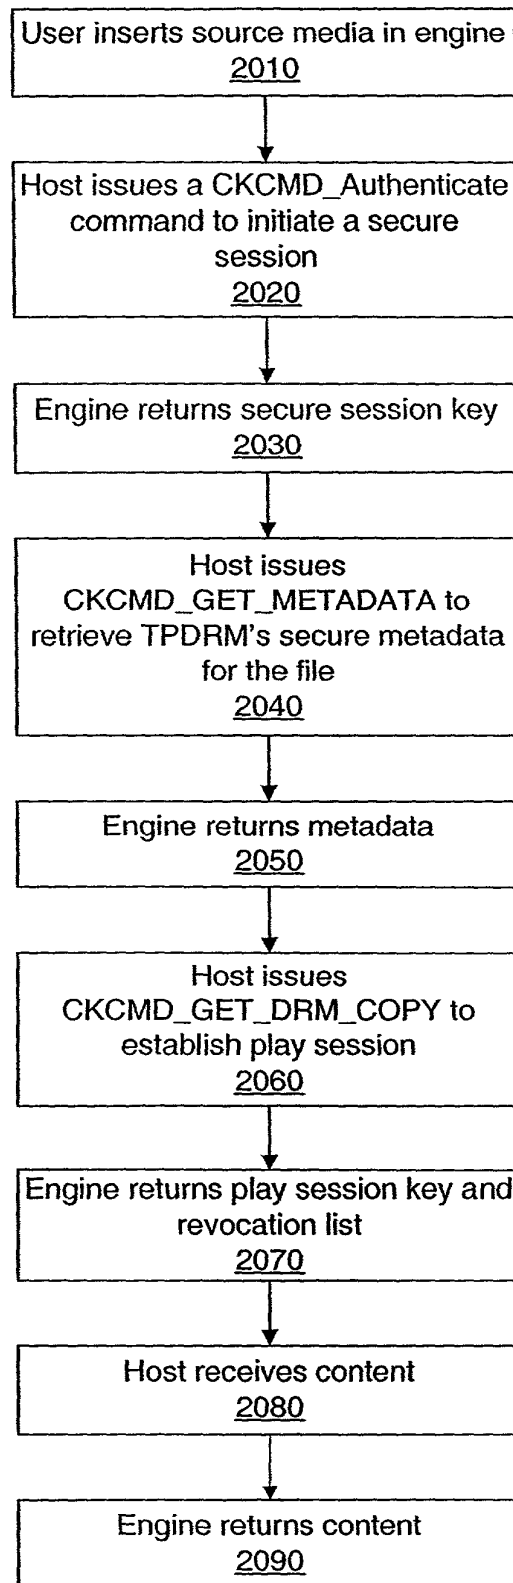 User inserts source media in engine
2010
Host issues a CKCMD_Authenticate
command to initiate a secure
session
2020
Engine returns secure session key
2030
Host issues
CKCMD_GET_METADATA to
retrieve TPDRM's secure metadata
for the file
2040
Engine returns metadata
2050
Host issues
CKCMD_GET_DRM_COPY to
establish play session
2060
Engine returns play session key and
revocation list
2070
Host receives content
2080
Engine returns content
2090